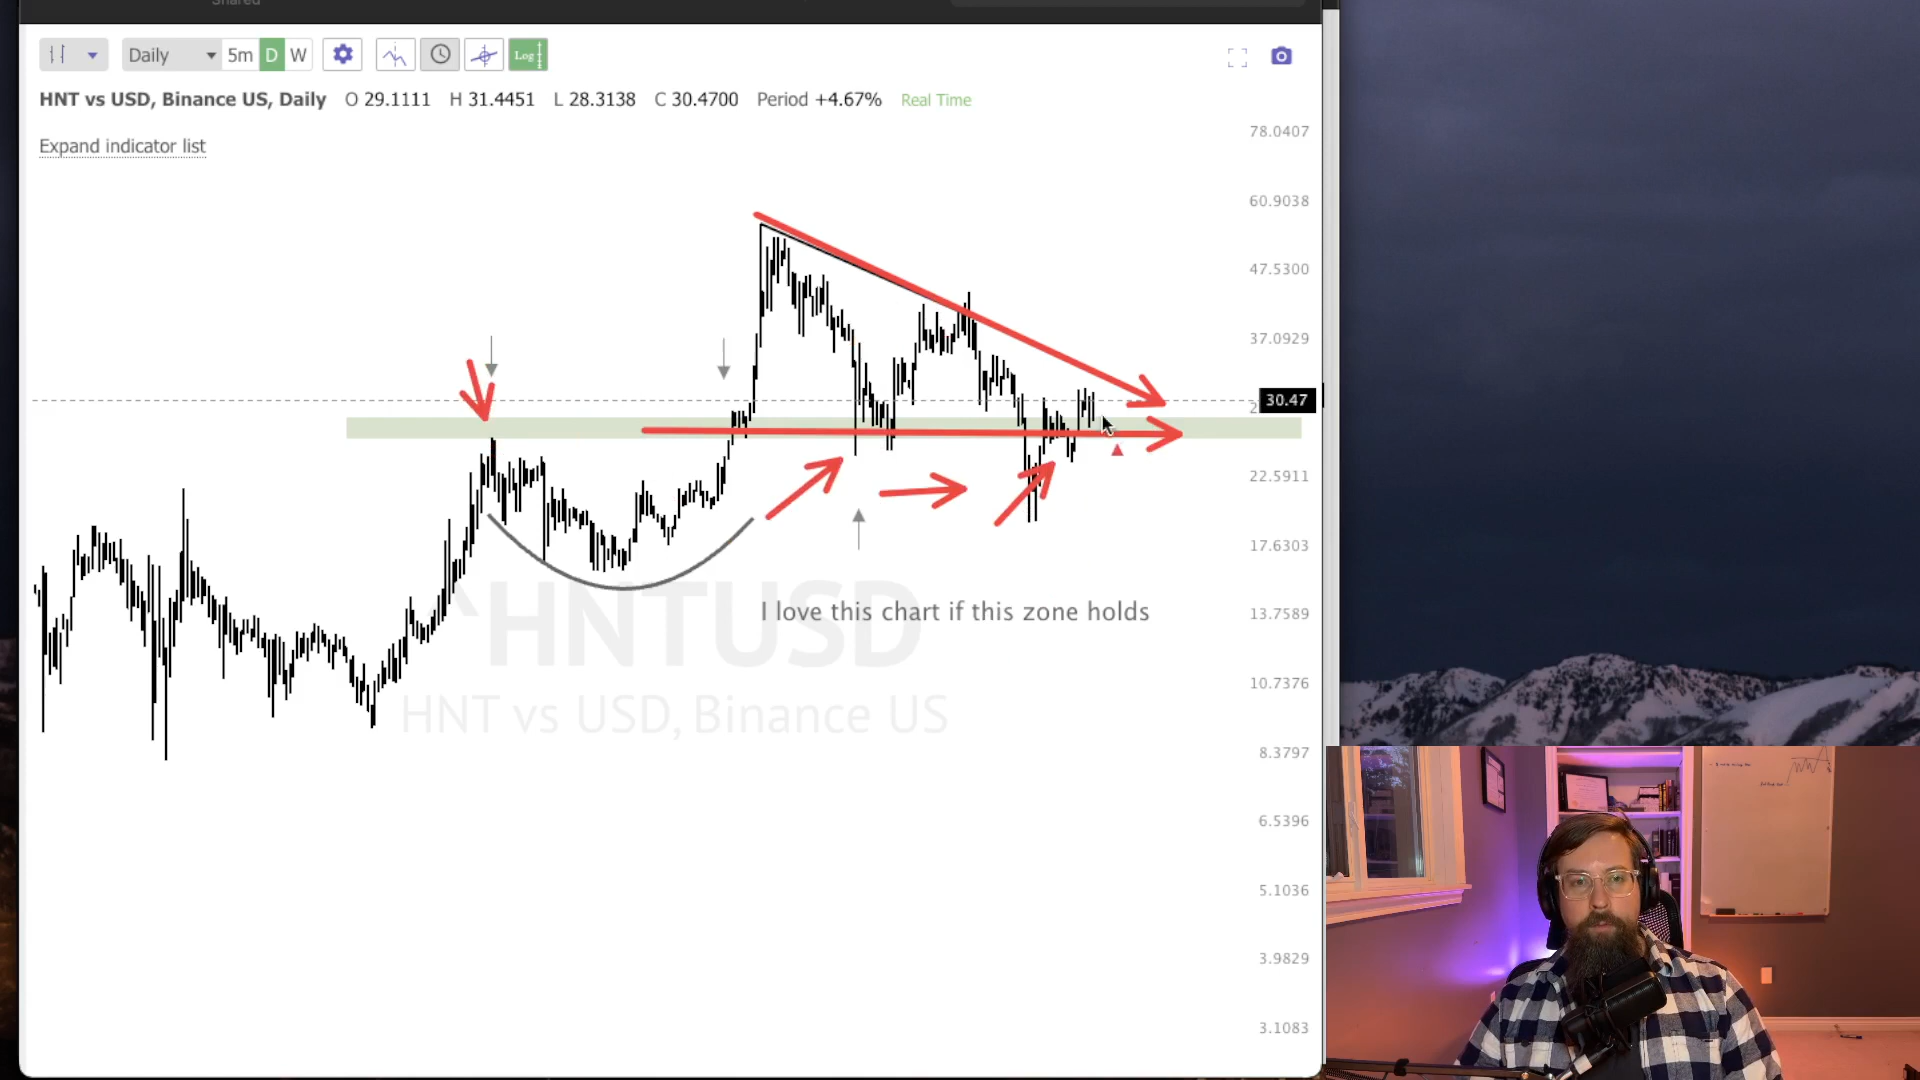 Shared
Daily 5m D W Log
HNT vs USD, Binance US, Daily O 29.1111 H 31.4451 L 28.3138 C 30.4700 Period +4.67% Real Time
Expand indicator list
78.0407
60.9038
47.5300
37.0929
30.47
22.5911
17.6303
13.7589
10.7376
8.3797
6.5396
5.1036
3.9829
3.1083
I love this chart if this zone holds
^HNTUSD
HNT vs USD, Binance US